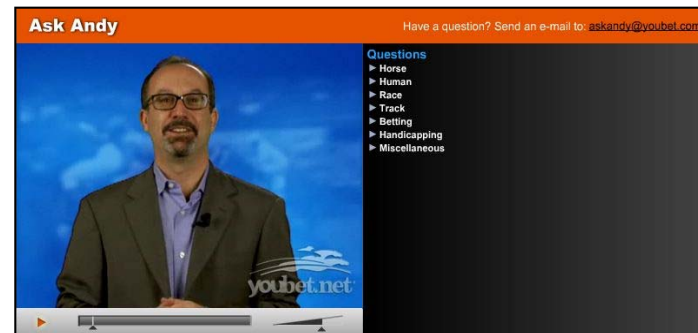 Ask Andy
Have a question? Send an e-mail to: askandy@youbet.com
Questions
Horse
Human
Race
Track
Betting
Handicapping
Miscellaneous
youbet.net